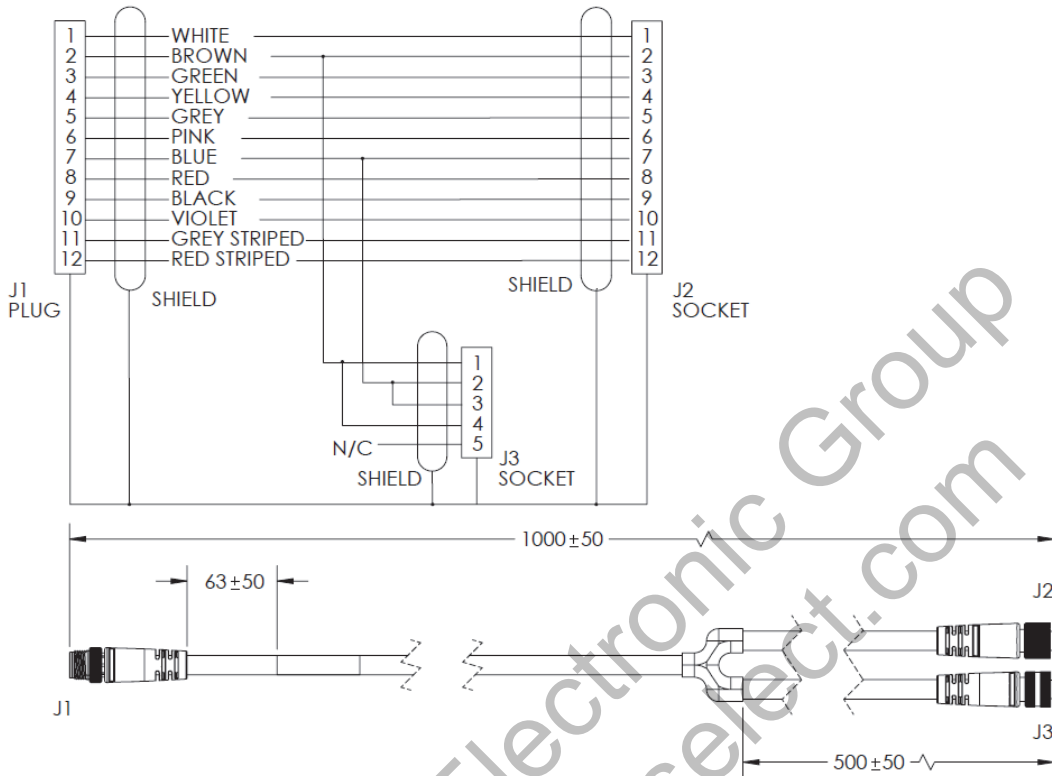 1 WHITE 1
2 BROWN 2
3 GREEN 3
4 YELLOW 4
5 GREY 5
6 PINK 6
7 BLUE 7
8 RED 8
9 BLACK 9
10 VIOLET 10
11 GREY STRIPED 11
12 RED STRIPED 12
J1
PLUG
SHIELD
SHIELD
J2
SOCKET
1
2
3
4
N/C 5
SHIELD
J3
SOCKET
1000±50
63±50
J2
J1
J3
500±50
Electronic Group
select.com